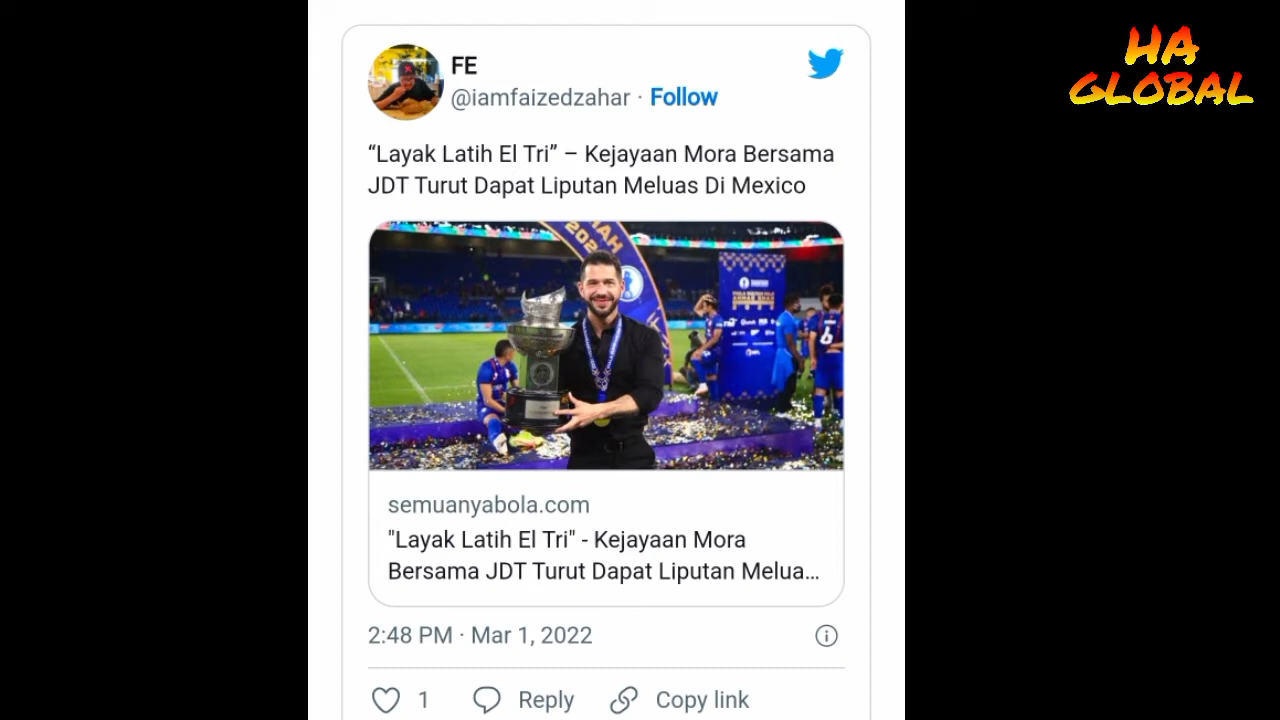 HA
GLOBAL
FE
@iamfaizedzahar · Follow
“Layak Latih El Tri” – Kejayaan Mora Bersama
JDT Turut Dapat Liputan Meluas Di Mexico
6
semuanyabola.com
"Layak Latih El Tri" - Kejayaan Mora
Bersama JDT Turut Dapat Liputan Melua...
2:48 PM · Mar 1, 2022
1 Reply Copy link